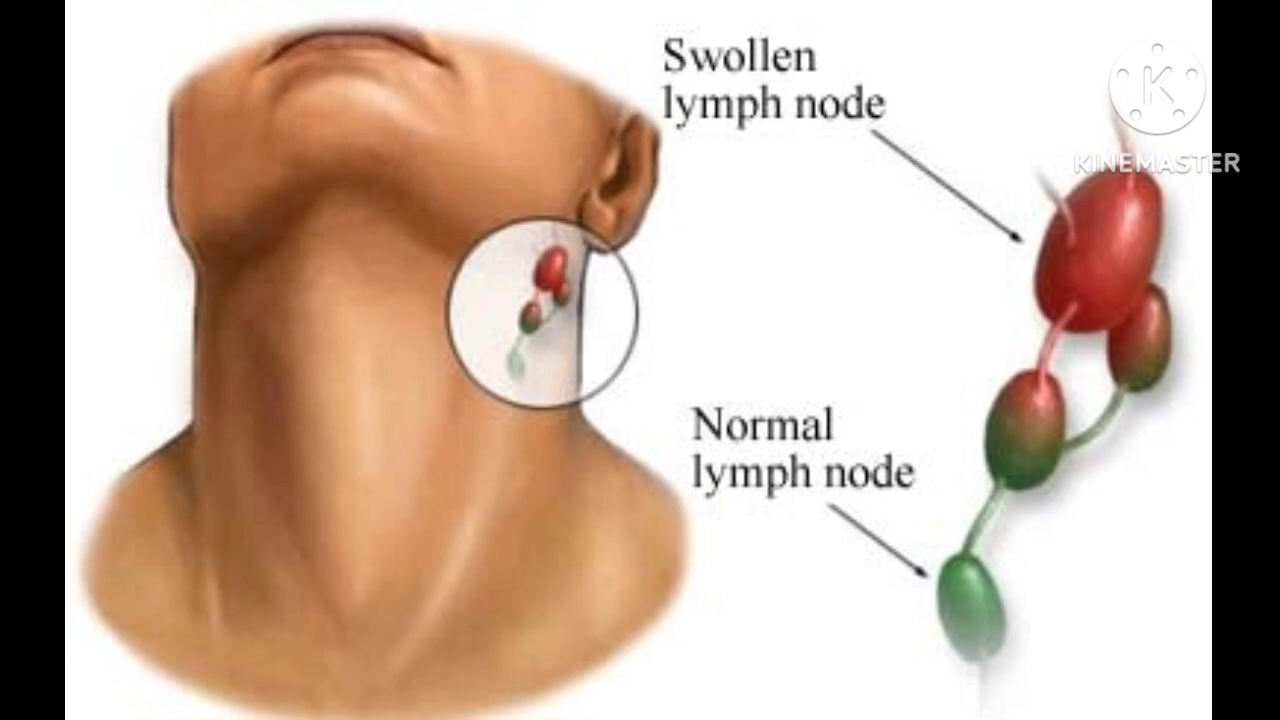 Swollen
lymph node
K
KINEMASTER
Normal
lymph node